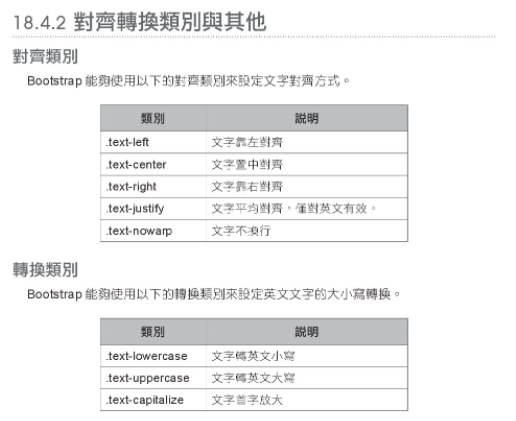 18.4.2 對齊轉換類別與其他
對齊類別
Bootstrap 能夠使用以下的對齊類別來設定文字對齊方式。
類別 說明
.text-left 文字靠左對齊
.text-center 文字置中對齊
.text-right 文字靠右對齊
.text-justify 文字平均對齊，僅對英文有效。
.text-nowarp 文字不換行
轉換類別
Bootstrap 能夠使用以下的轉換類別來設定英文文字的大小寫轉換。
類別 說明
.text-lowercase 文字轉英文小寫
.text-uppercase 文字轉英文大寫
.text-capitalize 文字首字放大